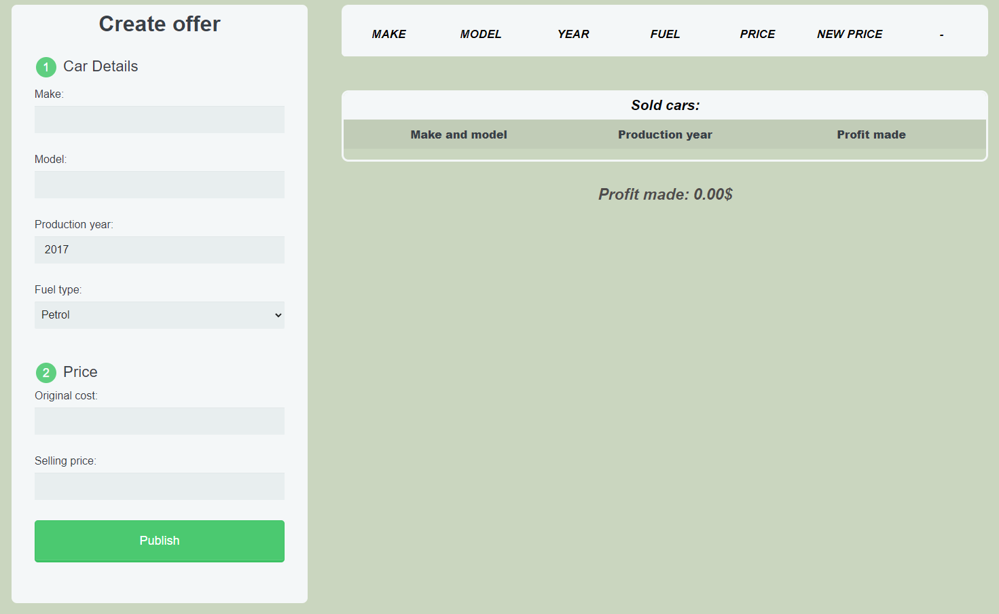 Create offer
1 Car Details
Make:
Model:
Production year:
2017
Fuel type:
Petrol
2 Price
Original cost:
Selling price:
Publish
MAKE MODEL YEAR FUEL PRICE NEW PRICE -
Sold cars:
Make and model Production year Profit made
Profit made: 0.00$